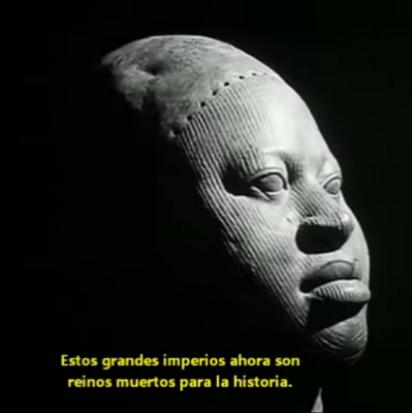 Estos grandes imperios ahora son
reinos muertos para la historia.